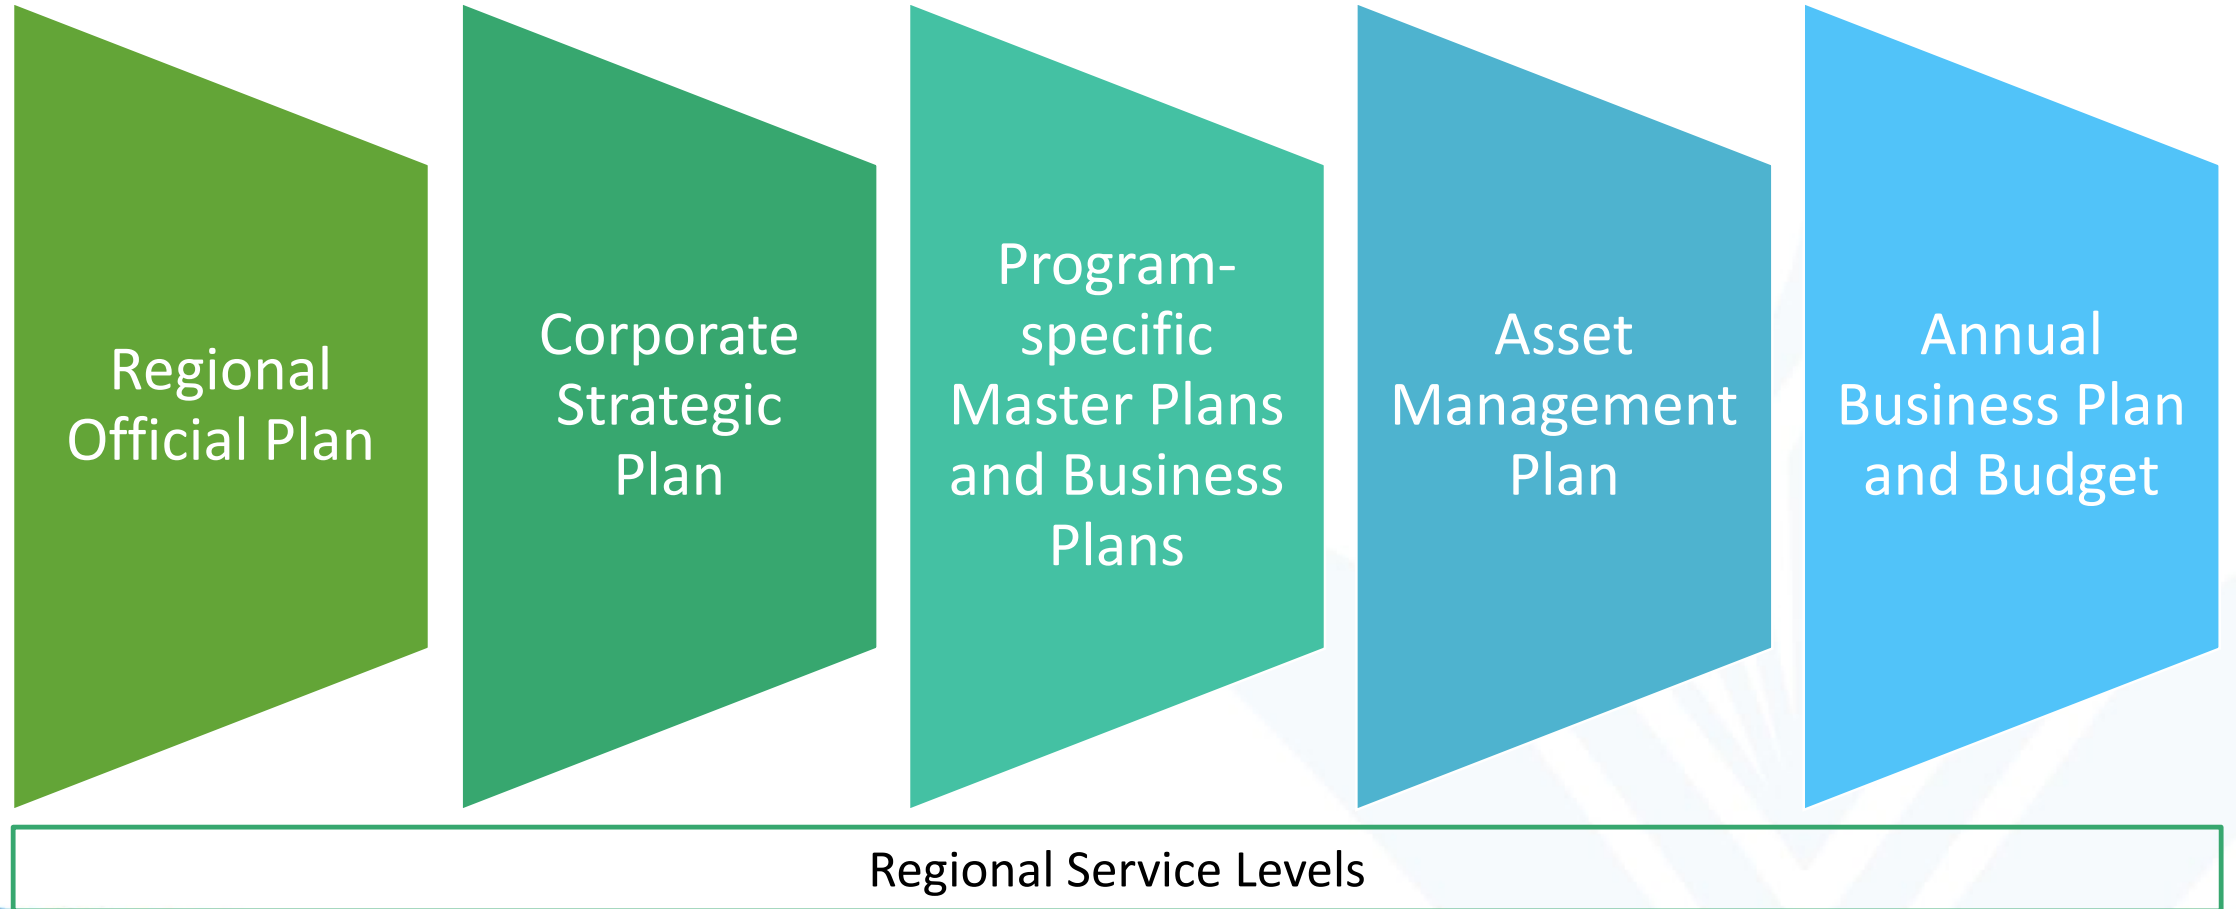 Regional
Official Plan
Corporate
Strategic
Plan
Program-
specific
Master Plans
and Business
Plans
Asset
Management
Plan
Annual
Business Plan
and Budget
Regional Service Levels